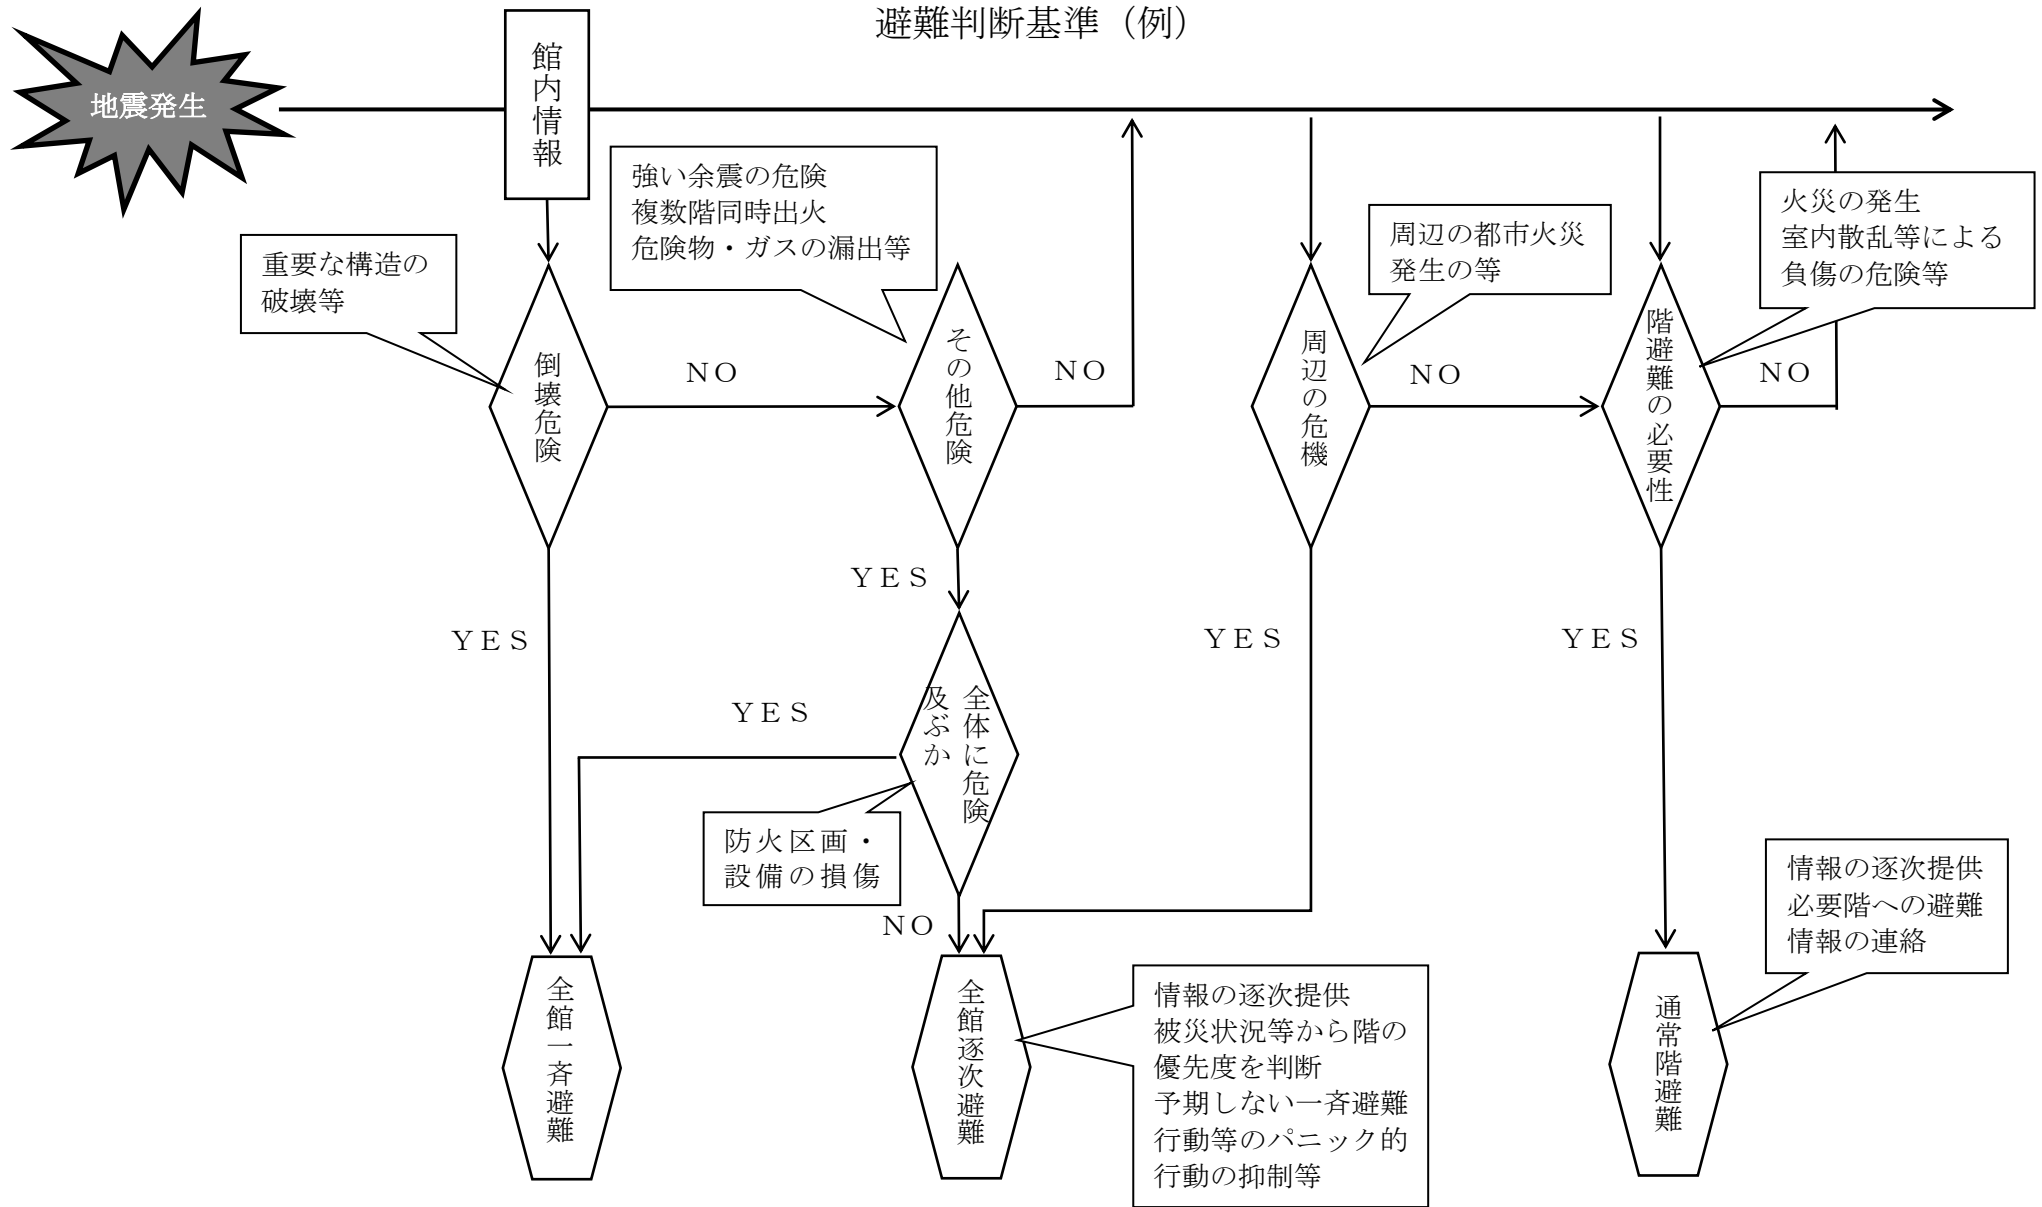 避難判断基準（例）
地震発生
館内情報
重要な構造の
破壊等
強い余震の危険
複数階同時出火
危険物・ガスの漏出等
周辺の都市火災
発生の等
火災の発生
室内散乱等による
負傷の危険等
倒壊危険
NO
その他危険
NO
周辺の危機
NO
階避難の必要性
NO
YES
YES
YES
YES
YES
全体に危険
及ぶか
防火区画・
設備の損傷
NO
情報の逐次提供
必要階への避難
情報の連絡
全館一斉避難
全館逐次避難
情報の逐次提供
被災状況等から階の
優先度を判断
予期しない一斉避難
行動等のパニック的
行動の抑制等
通常階避難